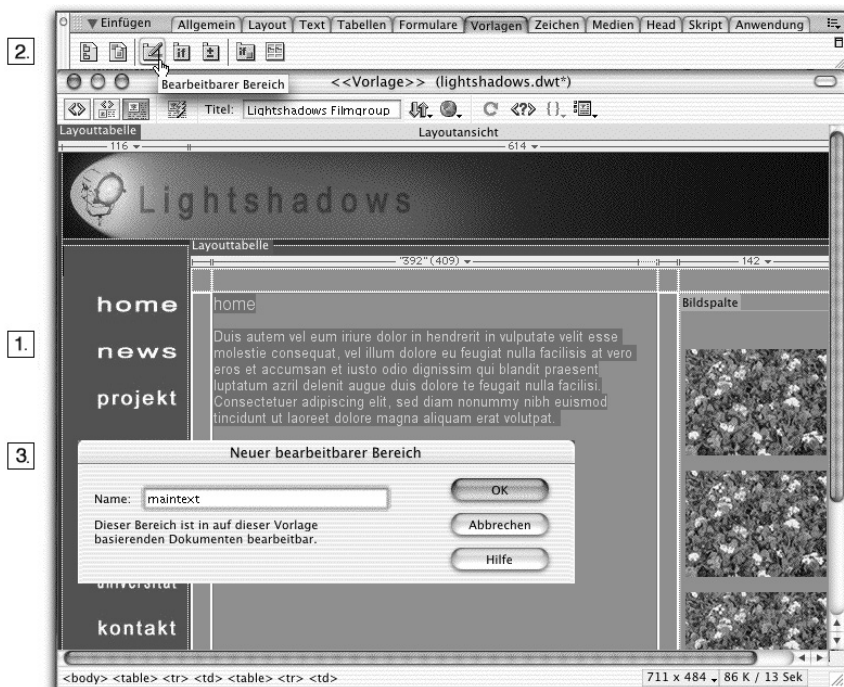 Einfügen Allgemein Layout Text Tabellen Formulare Vorlagen Zeichen Medien Head Skript Anwendung
2.
Bearbeitbarer Bereich
<<Vorlage>> (lightshadows.dwt*)
Titel: Lightshadows Filmgroup
Layouttabelle
Layoutansicht
116
614
Lightshadows
Layouttabelle
"392" (409)
142
home
home
Bildspalte
1.
Duis autem vel eum iriure dolor in hendrerit in vulputate velit esse
molestie consequat, vel illum dolore eu feugiat nulla facilisis at vero
eros et accumsan et iusto odio dignissim qui blandit praesent
luptatum azril delenit augue duis dolore te feugait nulla facilisi.
Consectetuer adipiscing elit, sed diam nonummy nibh euismod
tincidunt ut laoreet dolore magna aliquam erat volutpat.
news
projekt
3.
Neuer bearbeitbarer Bereich
Name: maintext
OK
Dieser Bereich ist in auf dieser Vorlage
basierenden Dokumenten bearbeitbar.
Abbrechen
Hilfe
universität
kontakt
<body> <table> <tr> <td> <table> <tr> <td>
711 x 484
86 K / 13 Sek